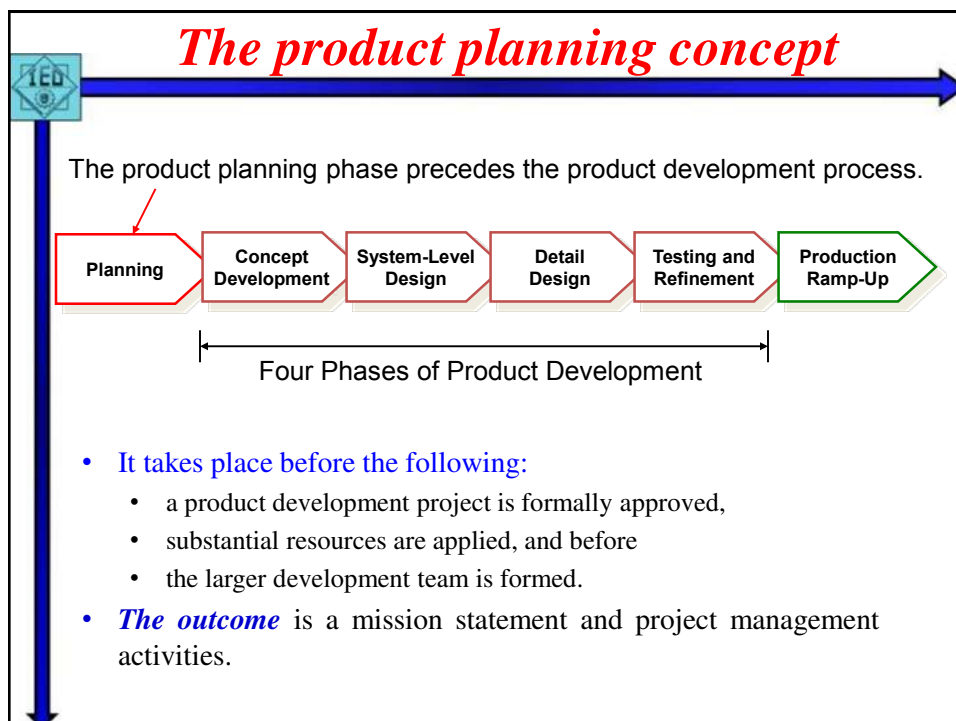 The product planning concept
IED
The product planning phase precedes the product development process.
Planning
Concept
Development
System-Level
Design
Detail
Design
Testing and
Refinement
Production
Ramp-Up
Four Phases of Product Development
• It takes place before the following:
• a product development project is formally approved,
• substantial resources are applied, and before
• the larger development team is formed.
• The outcome is a mission statement and project management
activities.